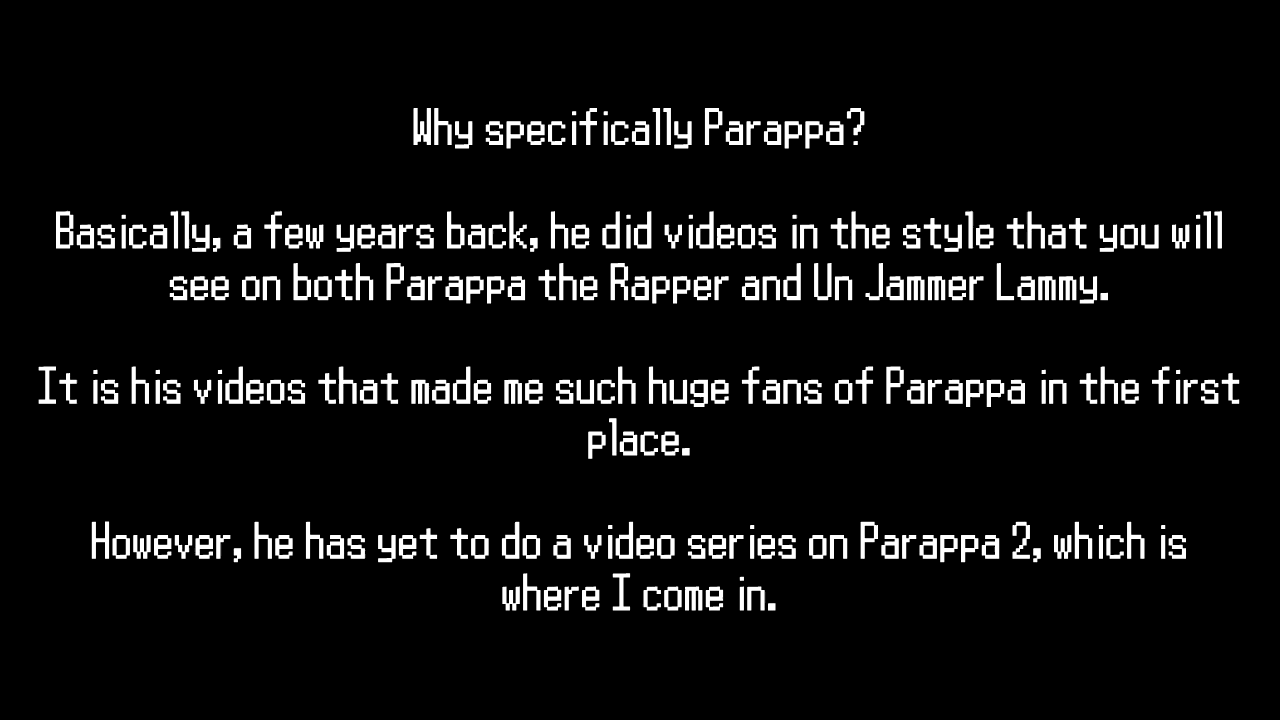 Why specifically Parappa?
Basically, a few years back, he did videos in the style that you will
see on both Parappa the Rapper and Un Jammer Lammy.
It is his videos that made me such huge fans of Parappa in the first
place.
However, he has yet to do a video series on Parappa 2, which is
where I come in.